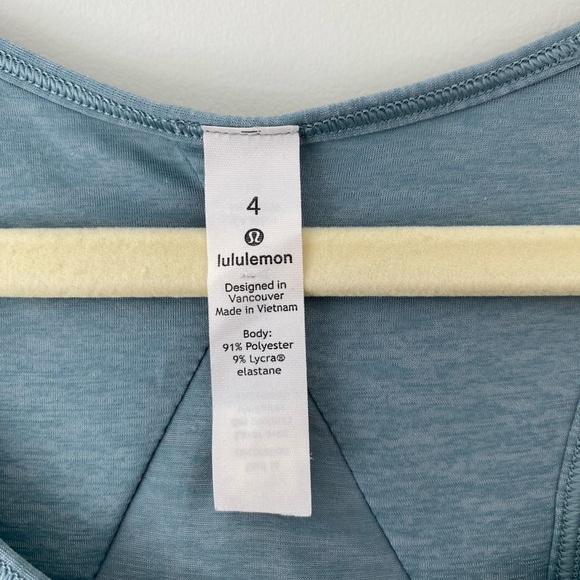 4
lululemon
Designed in
Vancouver
Made in Vietnam
Body:
91% Polyester
9% Lycra®
elastane